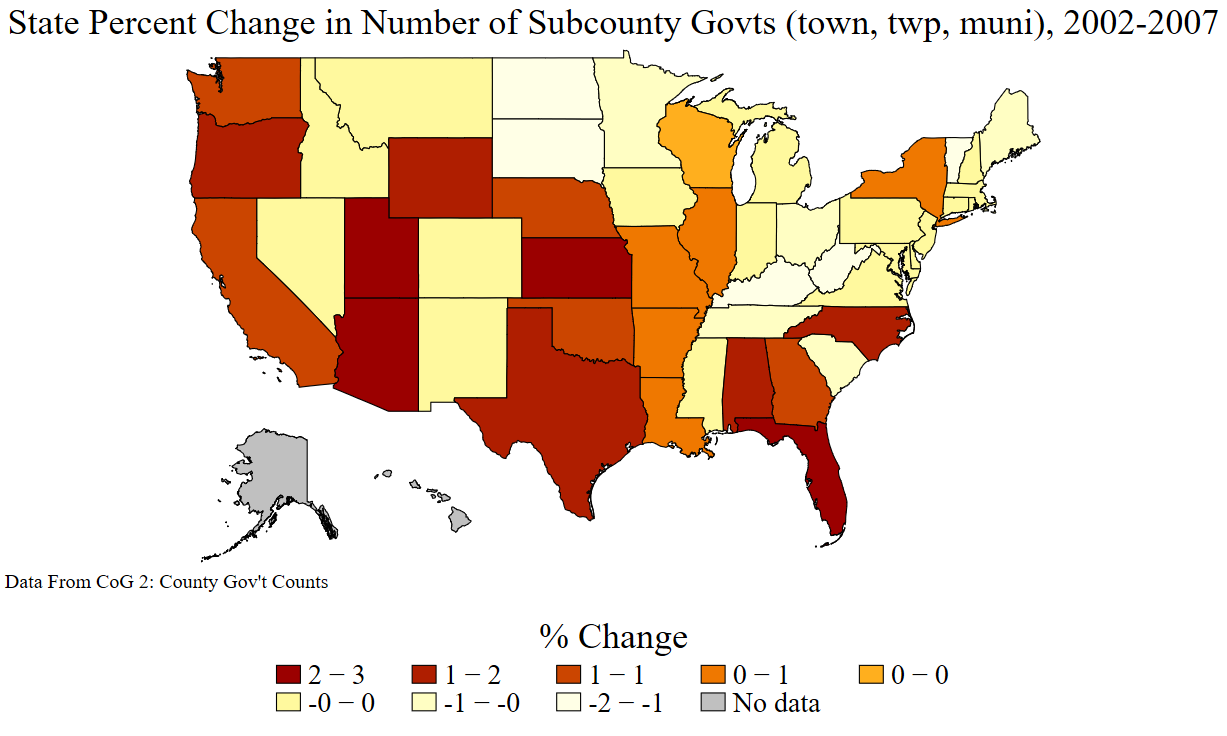 State Percent Change in Number of Subcounty Govts (town, twp, muni), 2002-2007
Data From CoG 2: County Gov't Counts
% Change
2 − 3 1 − 2 1 − 1 0 − 1 0 − 0
-0 − 0 -1 − -0 -2 − -1 No data